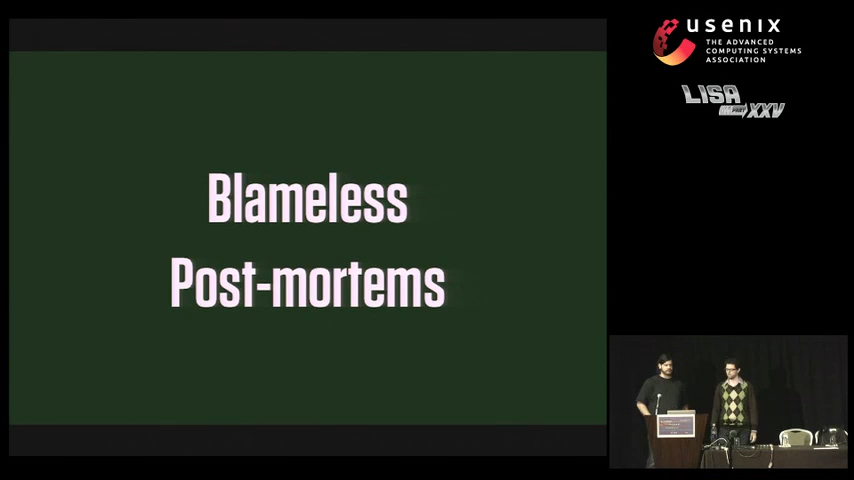 Blameless
Post-mortems
usenix
THE ADVANCED
COMPUTING SYSTEMS
ASSOCIATION
LISA
XXV